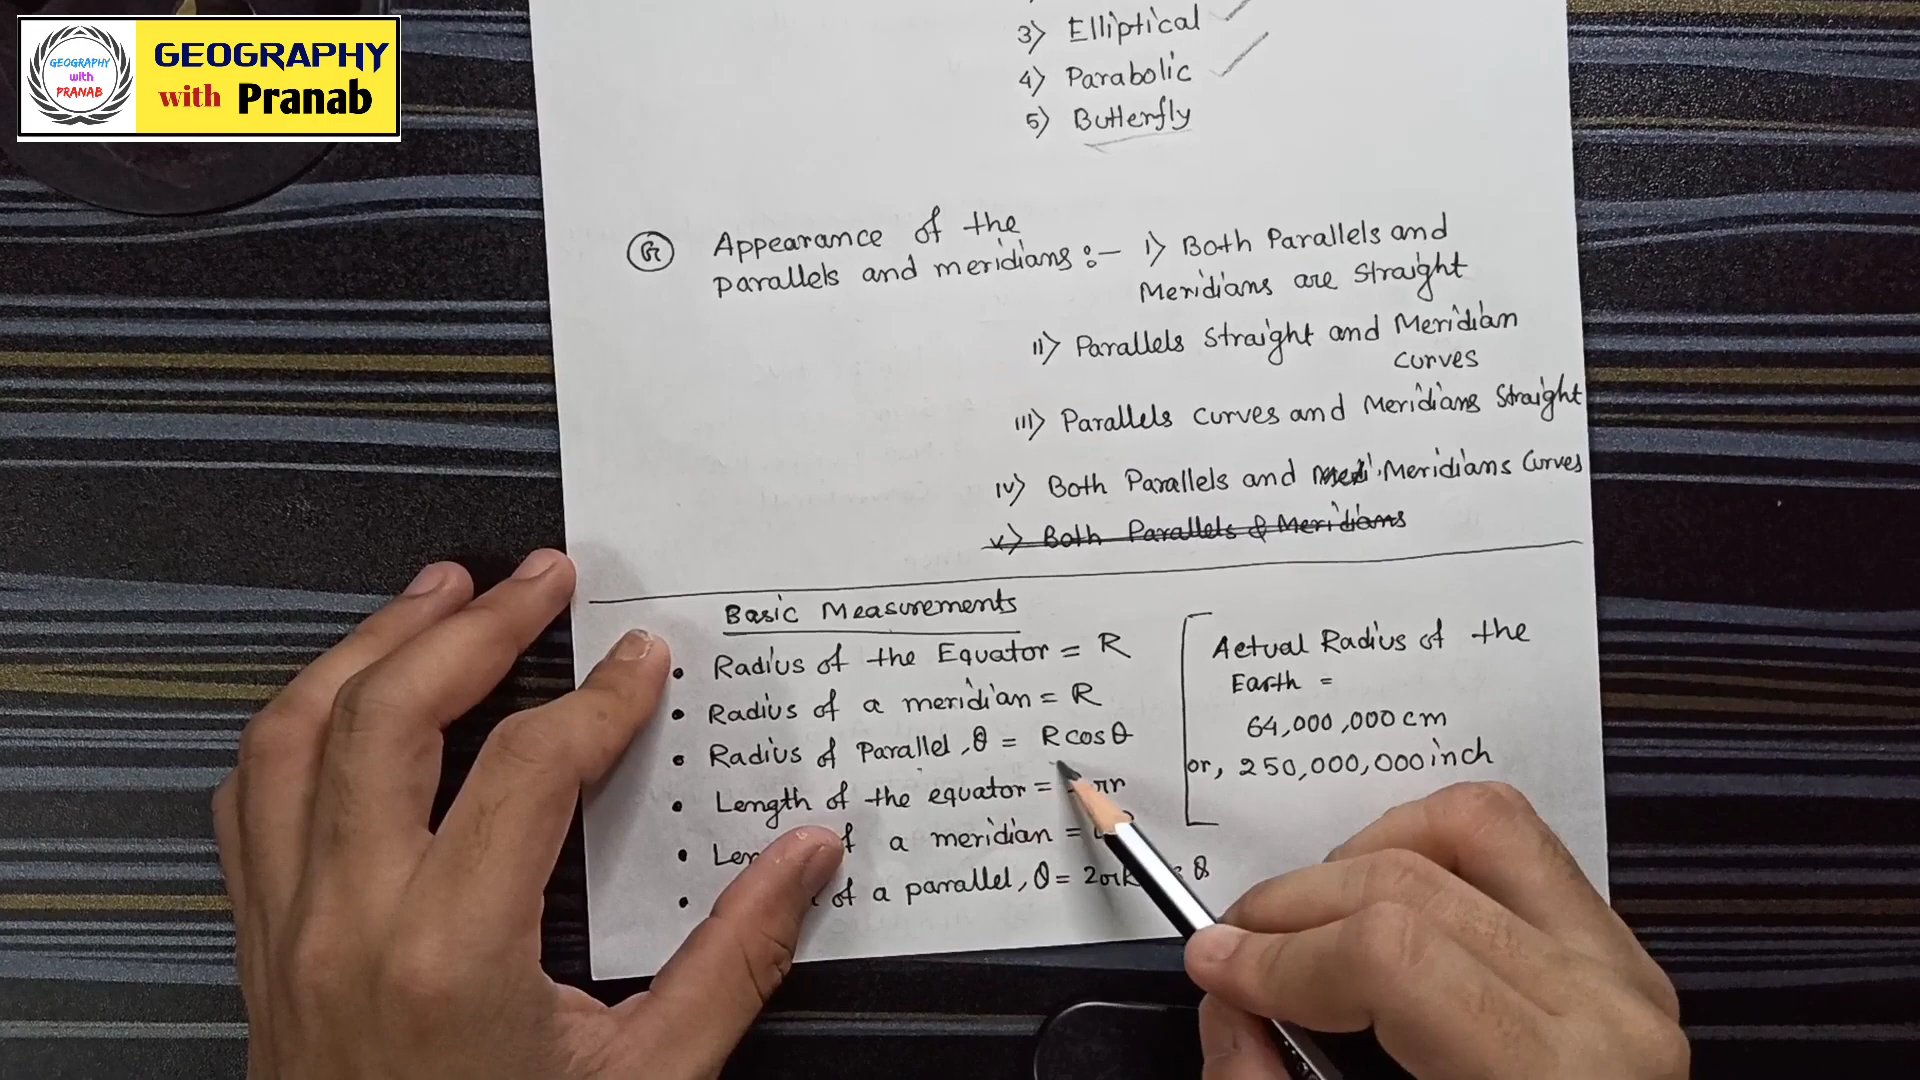 GEOGRAPHY
with
PRANAB
GEOGRAPHY
with Pranab
3) Elliptical
4) Parabolic
5) Butterfly
Appearance of the
parallels and meridians :- i) Both Parallels and
Meridians are Straight
ii) Parallels Straight and Meridian
curves
iii) Parallels curves and Meridians Straight
iv) Both Parallels and Meridians Curves
v) Both Parallels & Meridians
Basic Measurements
• Radius of the Equator = R
• Radius of a meridian = R
• Radius of Parallel, θ = R cos θ
• Length of the equator =
• of a meridian =
• of a parallel, θ = 2πR θ
Actual Radius of the
Earth =
64,000,000 cm
or, 250,000,000 inch